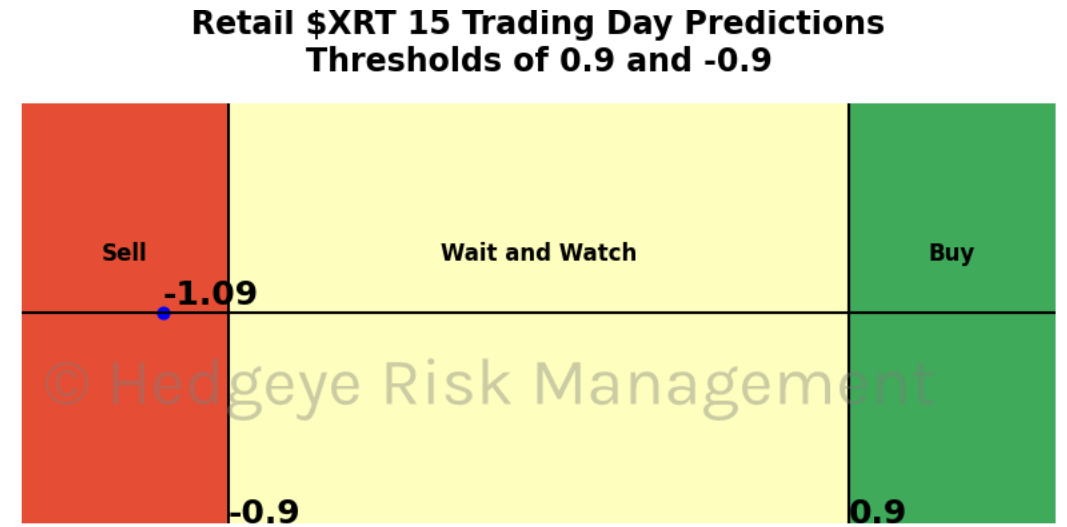 Retail $XRT 15 Trading Day Predictions
Thresholds of 0.9 and -0.9
Sell
Wait and Watch
Buy
-1.09
© Hedgeye Risk Management
-0.9
0.9